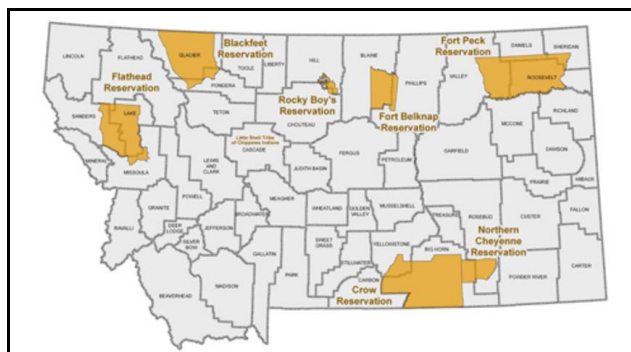 Blackfeet
Reservation
Fort Peck
Reservation
DANIELS
SHERIDAN
LINCOLN
FLATHEAD
GLACIER
TOOLE
LIBERTY
HILL
BLAINE
PHILLIPS
VALLEY
ROOSEVELT
Flathead
Reservation
PONDERA
Rocky Boy's
Reservation
Fort Belknap
Reservation
RICHLAND
SANDERS
LAKE
TETON
CHOUTEAU
MCCONE
Little Shell Tribe
of Chippewa Indians
CASCADE
FERGUS
PETROLEUM
GARFIELD
DAWSON
MINERAL
MISSOULA
LEWIS
AND
CLARK
JUDITH BASIN
PRAIRIE
WIBAUX
POWELL
GRANITE
MEAGHER
WHEATLAND
GOLDEN
VALLEY
MUSSELSHELL
TREASURE
ROSEBUD
CUSTER
FALLON
RAVALLI
DEER
LODGE
SILVER
BOW
JEFFERSON
BROADWATER
Northern
Cheyenne
Reservation
SWEET
GRASS
YELLOWSTONE
BIG HORN
GALLATIN
PARK
STILLWATER
CARBON
POWDER RIVER
CARTER
BEAVERHEAD
MADISON
Crow
Reservation